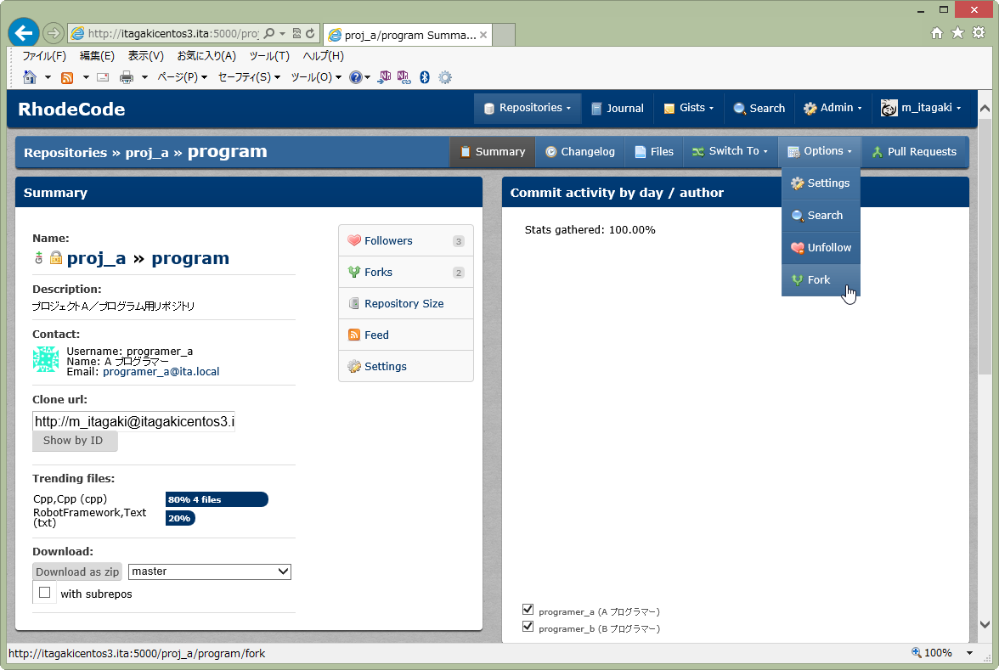 http://itagakicentos3.ita:5000/proj
proj_a/program Summa...
ファイル(F) 編集(E) 表示(V) お気に入り(A) ツール(T) ヘルプ(H)
ページ(P) セーフティ(S) ツール(O)
RhodeCode
Repositories Journal Gists Search Admin m_itagaki
Repositories » proj_a » program
Summary Changelog Files Switch To Options Pull Requests
Settings
Search
Unfollow
Fork
Summary
Name:
proj_a » program
Description:
プロジェクトA／プログラム用リポジトリ
Contact:
Username: programer_a
Name: A プログラマー
Email: programer_a@ita.local
Clone url:
http://m_itagaki@itagakicentos3.i
Show by ID
Trending files:
Cpp,Cpp (cpp) 80% 4 files
RobotFramework,Text (txt) 20%
Download:
Download as zip master
with subrepos
Followers 3
Forks 2
Repository Size
Feed
Settings
Commit activity by day / author
Stats gathered: 100.00%
programer_a (A プログラマー)
programer_b (B プログラマー)
http://itagakicentos3.ita:5000/proj_a/program/fork
100%